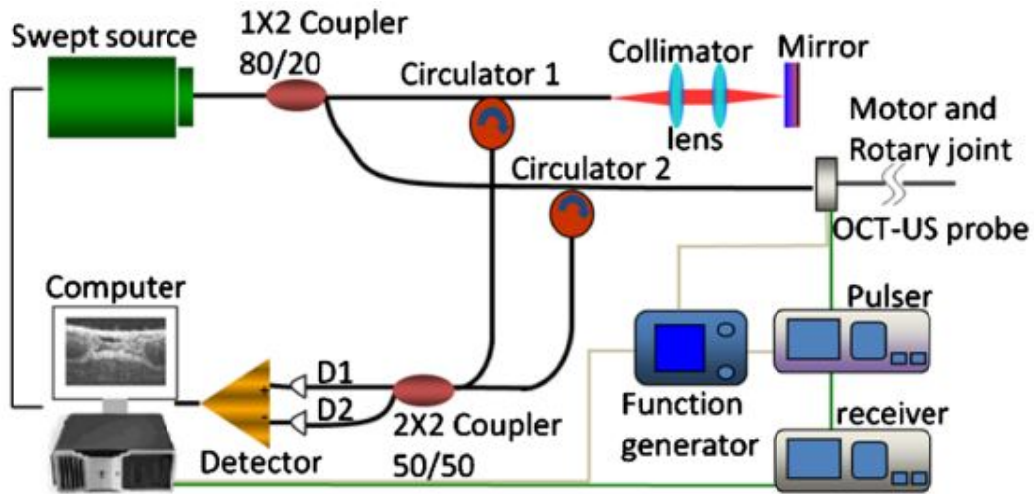 Swept source
1X2 Coupler
80/20
Circulator 1
Collimator
lens
Mirror
Motor and
Rotary joint
Circulator 2
OCT-US probe
Computer
Pulser
D1
D2
Detector
2X2 Coupler
50/50
Function
generator
receiver